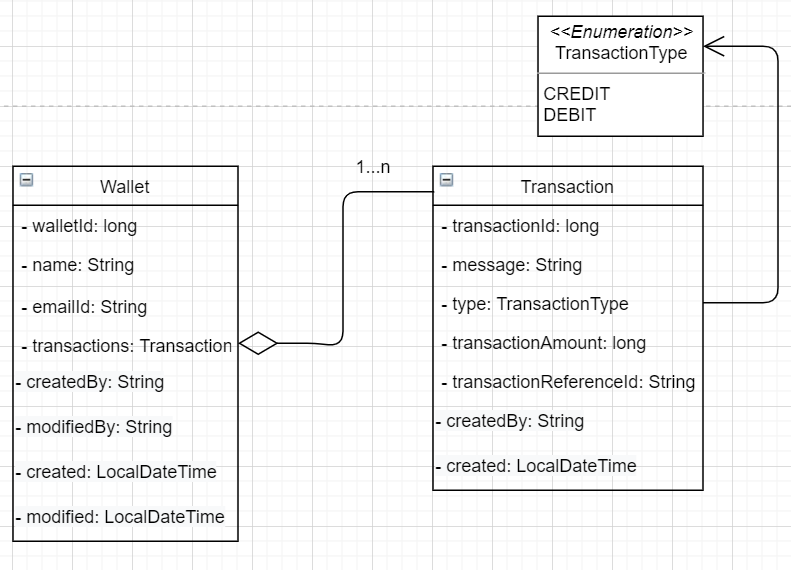 <<Enumeration>>
TransactionType
CREDIT
DEBIT
1...n
Wallet
- walletId: long
- name: String
- emailId: String
- transactions: Transaction
- createdBy: String
- modifiedBy: String
- created: LocalDateTime
- modified: LocalDateTime
Transaction
- transactionId: long
- message: String
- type: TransactionType
- transactionAmount: long
- transactionReferenceId: String
- createdBy: String
- created: LocalDateTime